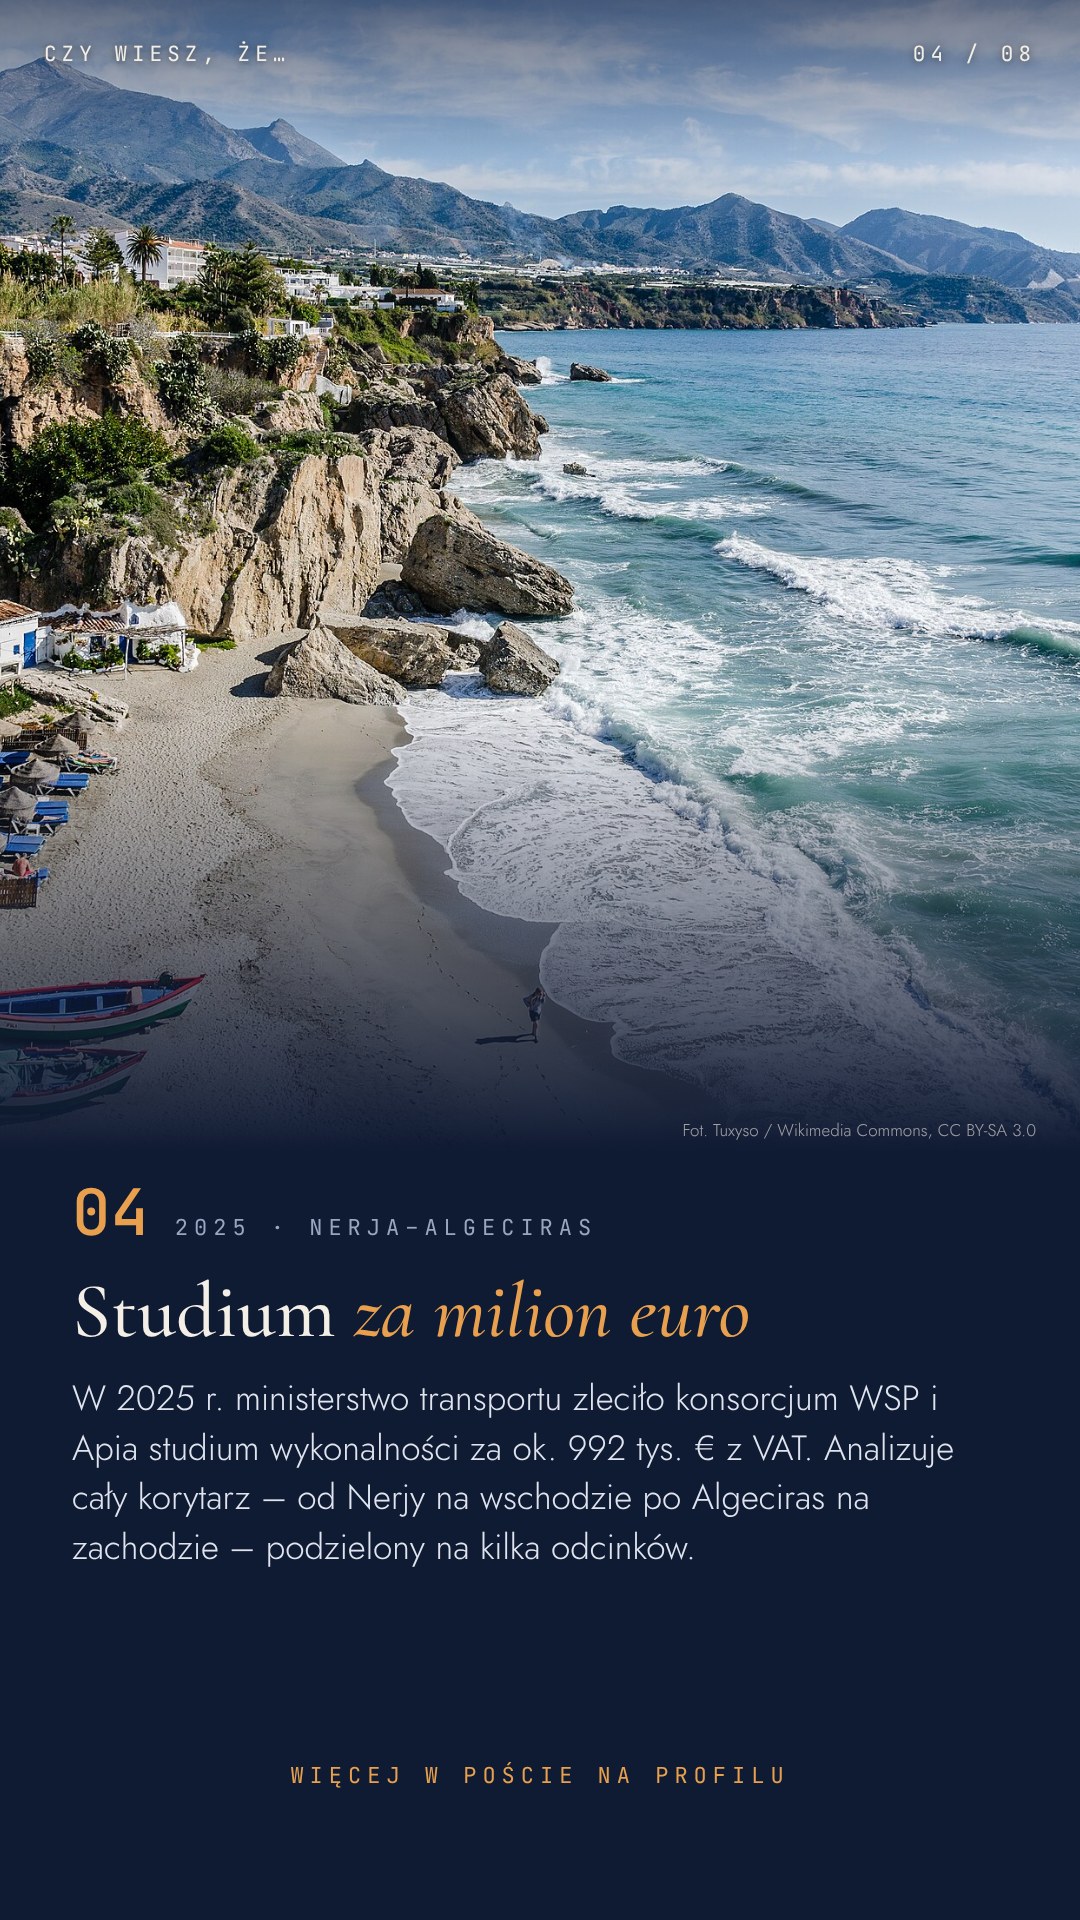 CZY WIESZ, ŻE…
04 / 08
Fot. Tuxyso / Wikimedia Commons, CC BY-SA 3.0
04 2025 · NERJA–ALGECIRAS
Studium za milion euro
W 2025 r. ministerstwo transportu zleciło konsorcjum WSP i
Apia studium wykonalności za ok. 992 tys. € z VAT. Analizuje
cały korytarz — od Nerjy na wschodzie po Algeciras na
zachodzie — podzielony na kilka odcinków.
WIĘCEJ W POŚCIE NA PROFILU